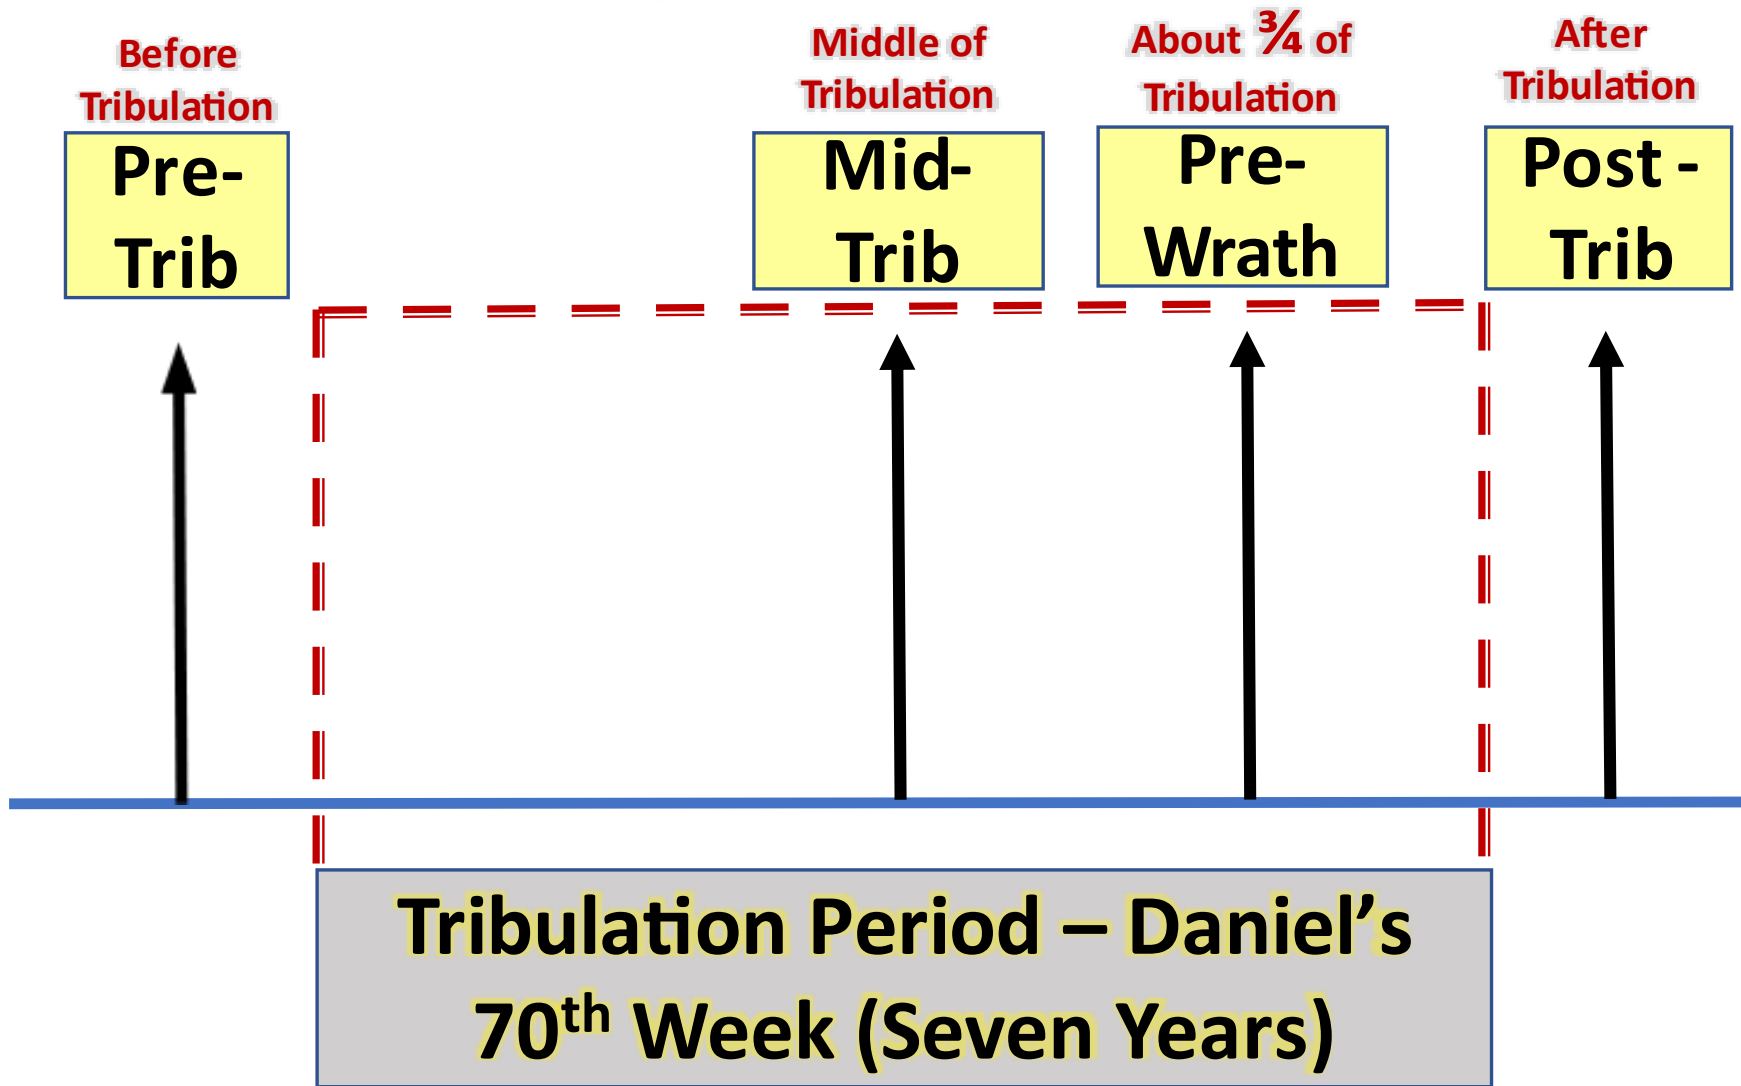 Before
Tribulation
Pre-
Trib
Middle of
Tribulation
Mid-
Trib
About ¾ of
Tribulation
Pre-
Wrath
After
Tribulation
Post -
Trib
Tribulation Period – Daniel’s
70th Week (Seven Years)